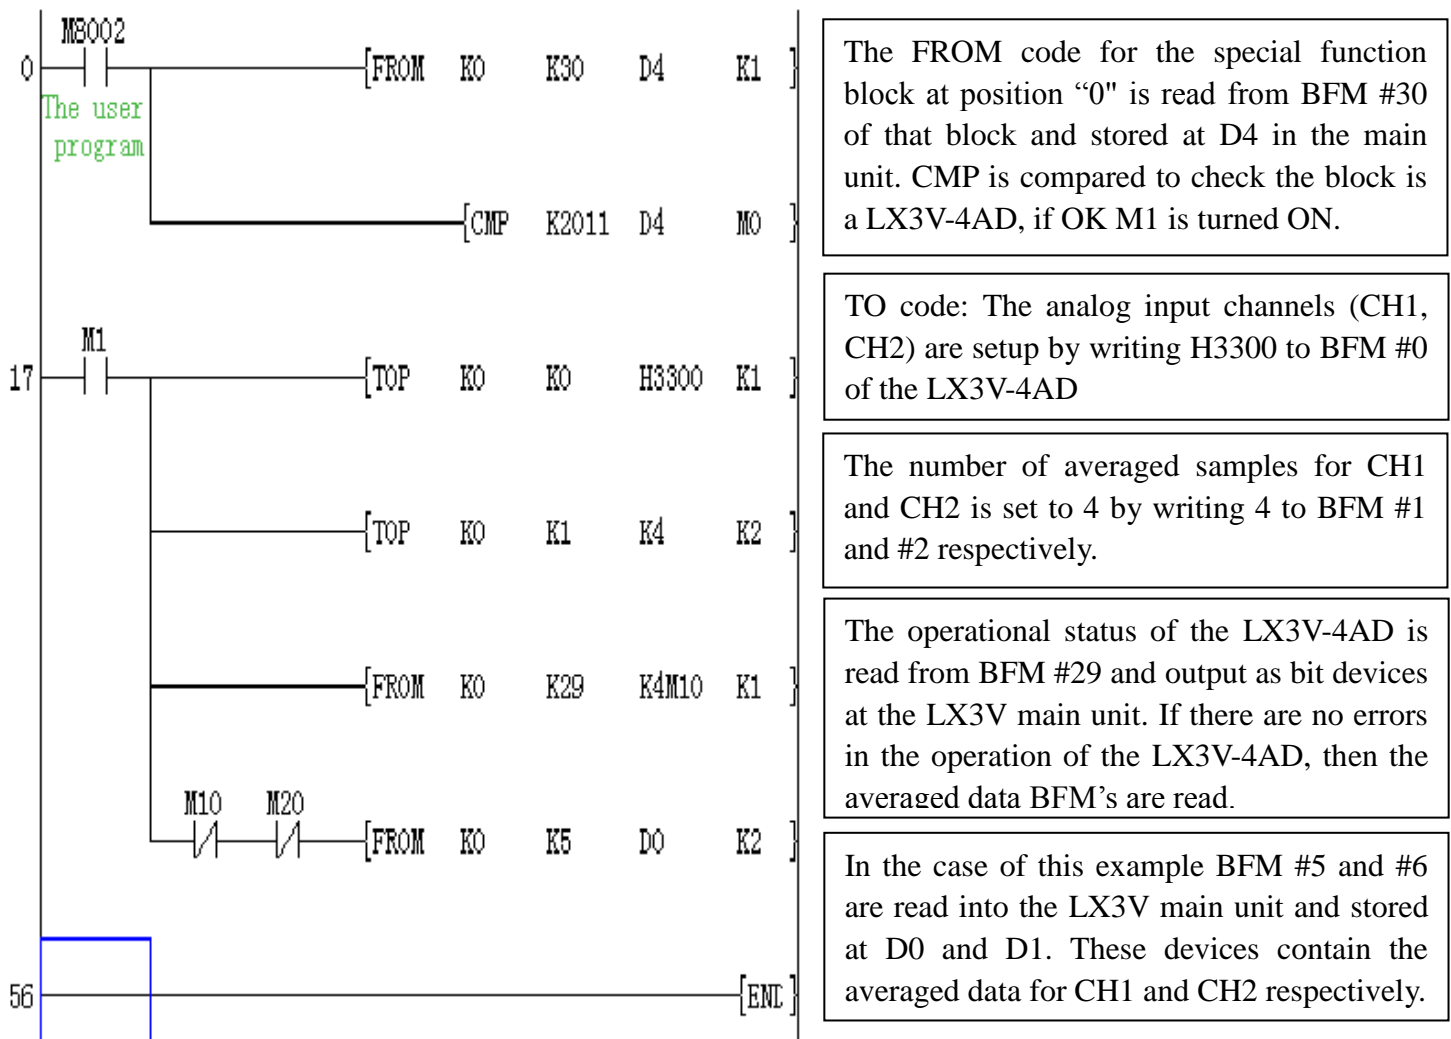 M8002
0 [FROM K0 K30 D4 K1 ]
The user
program
[CMP K2011 D4 M0 ]
M1
17 [TOP K0 K0 H3300 K1 ]
[TOP K0 K1 K4 K2 ]
[FROM K0 K29 K4M10 K1 ]
M10 M20
[FROM K0 K5 D0 K2 ]
56 [END ]
The FROM code for the special function
block at position “0" is read from BFM #30
of that block and stored at D4 in the main
unit. CMP is compared to check the block is
a LX3V-4AD, if OK M1 is turned ON.
TO code: The analog input channels (CH1,
CH2) are setup by writing H3300 to BFM #0
of the LX3V-4AD
The number of averaged samples for CH1
and CH2 is set to 4 by writing 4 to BFM #1
and #2 respectively.
The operational status of the LX3V-4AD is
read from BFM #29 and output as bit devices
at the LX3V main unit. If there are no errors
in the operation of the LX3V-4AD, then the
averaged data BFM’s are read.
In the case of this example BFM #5 and #6
are read into the LX3V main unit and stored
at D0 and D1. These devices contain the
averaged data for CH1 and CH2 respectively.